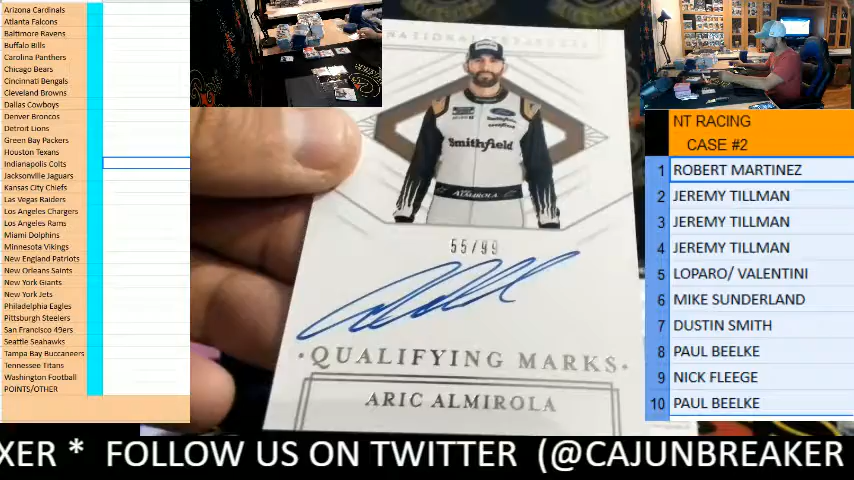 Arizona Cardinals
Atlanta Falcons
Baltimore Ravens
Buffalo Bills
Carolina Panthers
Chicago Bears
Cincinnati Bengals
Cleveland Browns
Dallas Cowboys
Denver Broncos
Detroit Lions
Green Bay Packers
Houston Texans
Indianapolis Colts
Jacksonville Jaguars
Kansas City Chiefs
Las Vegas Raiders
Los Angeles Chargers
Los Angeles Rams
Miami Dolphins
Minnesota Vikings
New England Patriots
New Orleans Saints
New York Giants
New York Jets
Philadelphia Eagles
Pittsburgh Steelers
San Francisco 49ers
Seattle Seahawks
Tampa Bay Buccaneers
Tennessee Titans
Washington Football
POINTS/OTHER
NATIONAL TREASURES
Smithfield
ALMIROLA
55/99
·QUALIFYING MARKS·
ARIC ALMIROLA
NT RACING
CASE #2
1 ROBERT MARTINEZ
2 JEREMY TILLMAN
3 JEREMY TILLMAN
4 JEREMY TILLMAN
5 LOPARO/ VALENTINI
6 MIKE SUNDERLAND
7 DUSTIN SMITH
8 PAUL BEELKE
9 NICK FLEEGE
10 PAUL BEELKE
XER * FOLLOW US ON TWITTER (@CAJUNBREAKER